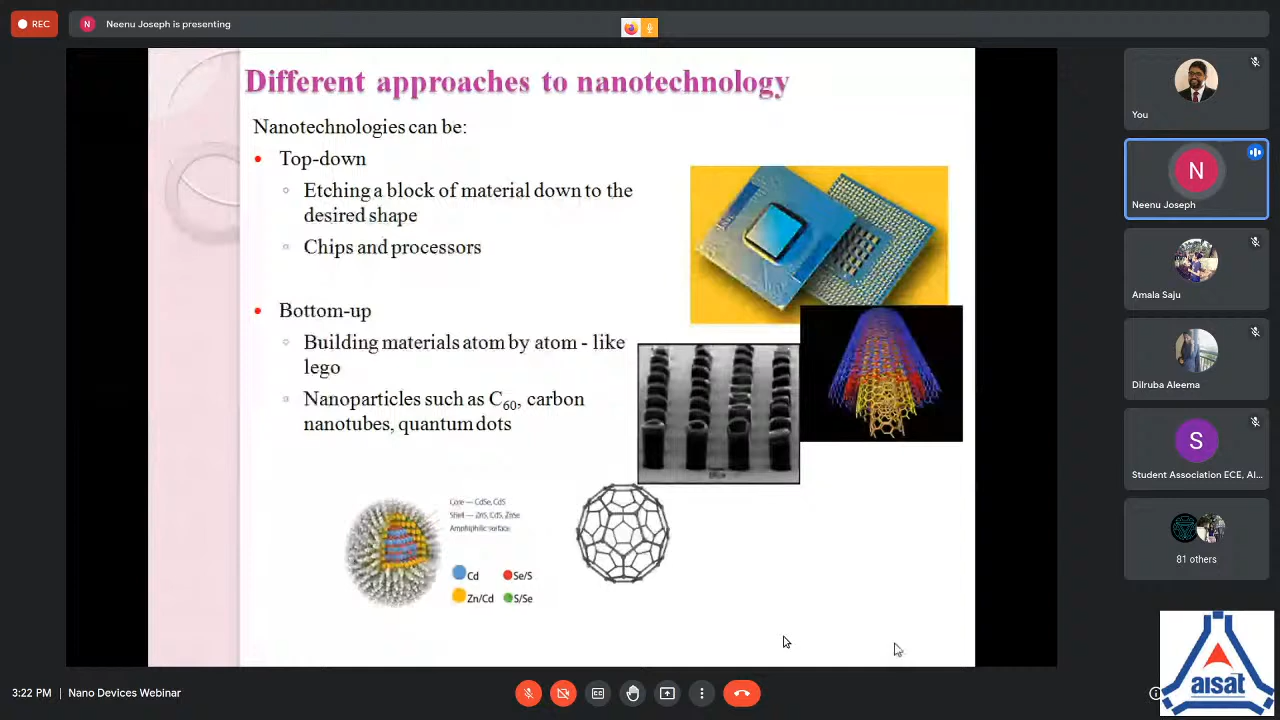 REC
N
Neenu Joseph is presenting
Different approaches to nanotechnology
Nanotechnologies can be:
Top-down
Etching a block of material down to the
desired shape
Chips and processors
Bottom-up
Building materials atom by atom - like
lego
Nanoparticles such as C60, carbon
nanotubes, quantum dots
Core — CdSe, CdS
Shell — ZnS, CdS, ZnSe
Amphiphilic surface
Cd
Se/S
Zn/Cd
S/Se
You
N
Neenu Joseph
Amala Saju
Dilruba Aleema
S
Student Association ECE, AI...
81 others
3:22 PM | Nano Devices Webinar
aisat